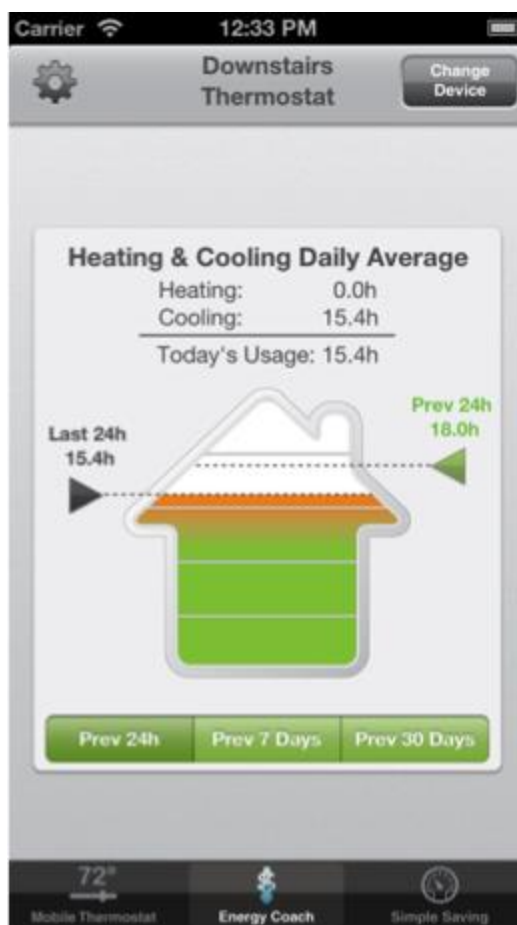 Carrier 12:33 PM
Downstairs
Thermostat
Change
Device
Heating & Cooling Daily Average
Heating: 0.0h
Cooling: 15.4h
Today's Usage: 15.4h
Prev 24h
18.0h
Last 24h
15.4h
Prev 24h Prev 7 Days Prev 30 Days
72°
Mobile Thermostat Energy Coach Simple Saving